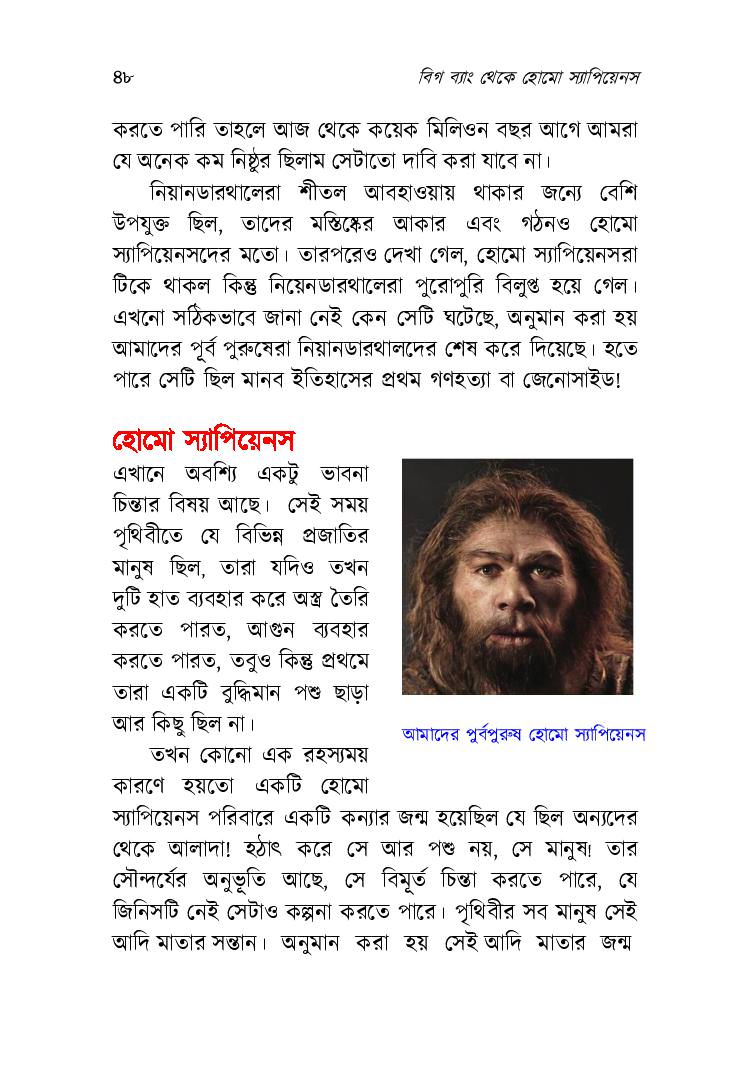 ৪৮ বিগ ব্যাং থেকে হোমো স্যাপিয়েনস
করতে পারি তাহলে আজ থেকে কয়েক মিলিওন বছর আগে আমরা
যে অনেক কম নিষ্ঠুর ছিলাম সেটাতো দাবি করা যাবে না।
নিয়ানডারথালেরা শীতল আবহাওয়ায় থাকার জন্যে বেশি
উপযুক্ত ছিল, তাদের মস্তিষ্কের আকার এবং গঠনও হোমো
স্যাপিয়েনসদের মতো। তারপরেও দেখা গেল, হোমো স্যাপিয়েনসরা
টিকে থাকল কিন্তু নিয়েনডারথালেরা পুরোপুরি বিলুপ্ত হয়ে গেল।
এখনো সঠিকভাবে জানা নেই কেন সেটি ঘটেছে, অনুমান করা হয়
আমাদের পূর্ব পুরুষেরা নিয়ানডারথালদের শেষ করে দিয়েছে। হতে
পারে সেটি ছিল মানব ইতিহাসের প্রথম গণহত্যা বা জেনোসাইড!
হোমো স্যাপিয়েনস
এখানে অবশ্যি একটু ভাবনা
চিন্তার বিষয় আছে। সেই সময়
পৃথিবীতে যে বিভিন্ন প্রজাতির
মানুষ ছিল, তারা যদিও তখন
দুটি হাত ব্যবহার করে অস্ত্র তৈরি
করতে পারত, আগুন ব্যবহার
করতে পারত, তবুও কিন্তু প্রথমে
তারা একটি বুদ্ধিমান পশু ছাড়া
আর কিছু ছিল না।
আমাদের পুর্বপুরুষ হোমো স্যাপিয়েনস
তখন কোনো এক রহস্যময়
কারণে হয়তো একটি হোমো
স্যাপিয়েনস পরিবারে একটি কন্যার জন্ম হয়েছিল যে ছিল অন্যদের
থেকে আলাদা! হঠাৎ করে সে আর পশু নয়, সে মানুষ! তার
সৌন্দর্যের অনুভূতি আছে, সে বিমূর্ত চিন্তা করতে পারে, যে
জিনিসটি নেই সেটাও কল্পনা করতে পারে। পৃথিবীর সব মানুষ সেই
আদি মাতার সন্তান। অনুমান করা হয় সেই আদি মাতার জন্ম